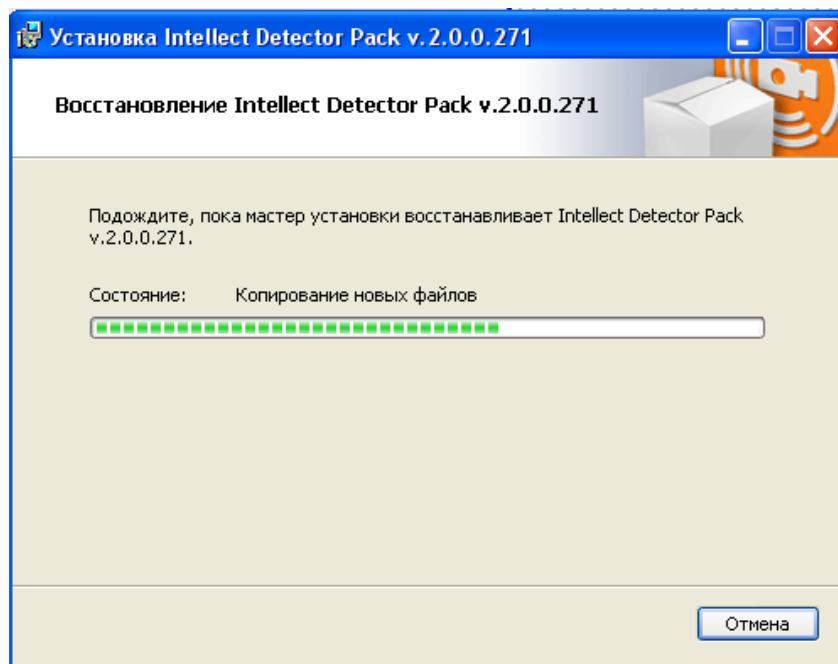 Установка Intellect Detector Pack v.2.0.0.271
Восстановление Intellect Detector Pack v.2.0.0.271
Подождите, пока мастер установки восстанавливает Intellect Detector Pack
v.2.0.0.271.
Состояние: Копирование новых файлов
Отмена